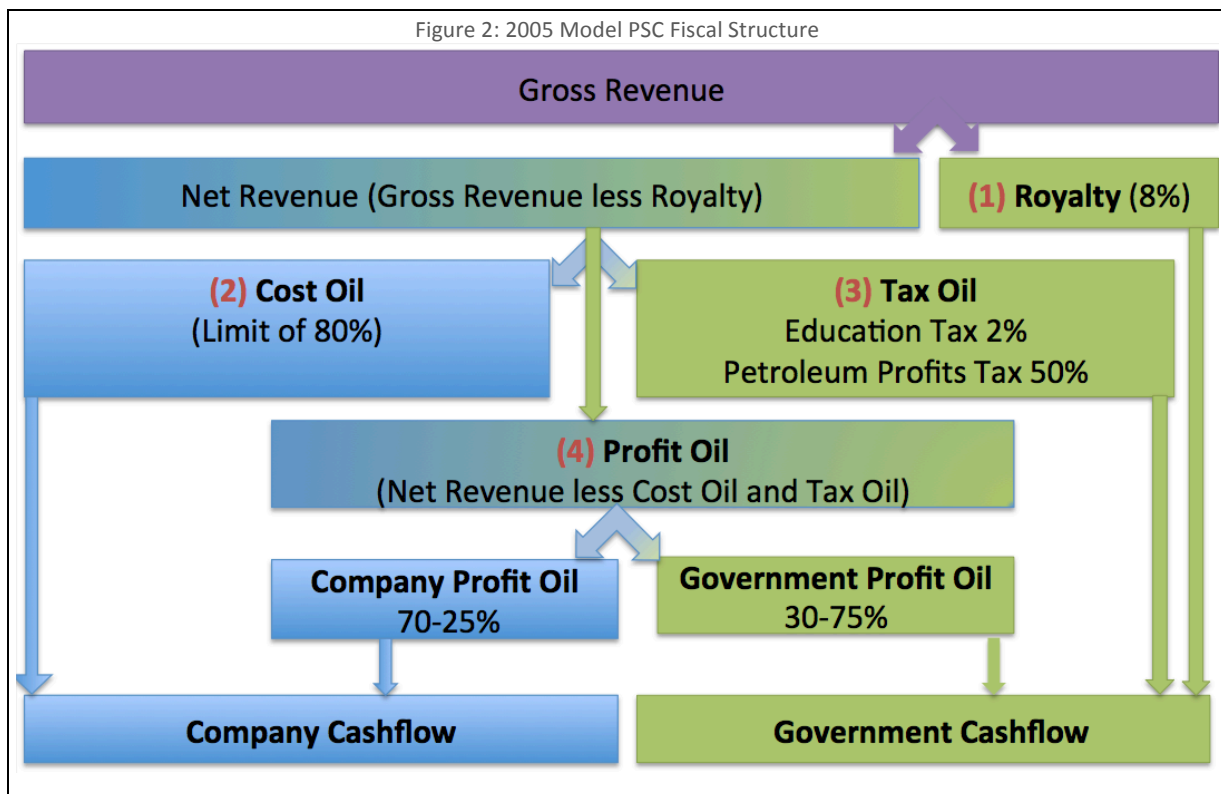 Figure 2: 2005 Model PSC Fiscal Structure
Gross Revenue
Net Revenue (Gross Revenue less Royalty)
(1) Royalty (8%)
(2) Cost Oil
(Limit of 80%)
(3) Tax Oil
Education Tax 2%
Petroleum Profits Tax 50%
(4) Profit Oil
(Net Revenue less Cost Oil and Tax Oil)
Company Profit Oil
70-25%
Government Profit Oil
30-75%
Company Cashflow
Government Cashflow